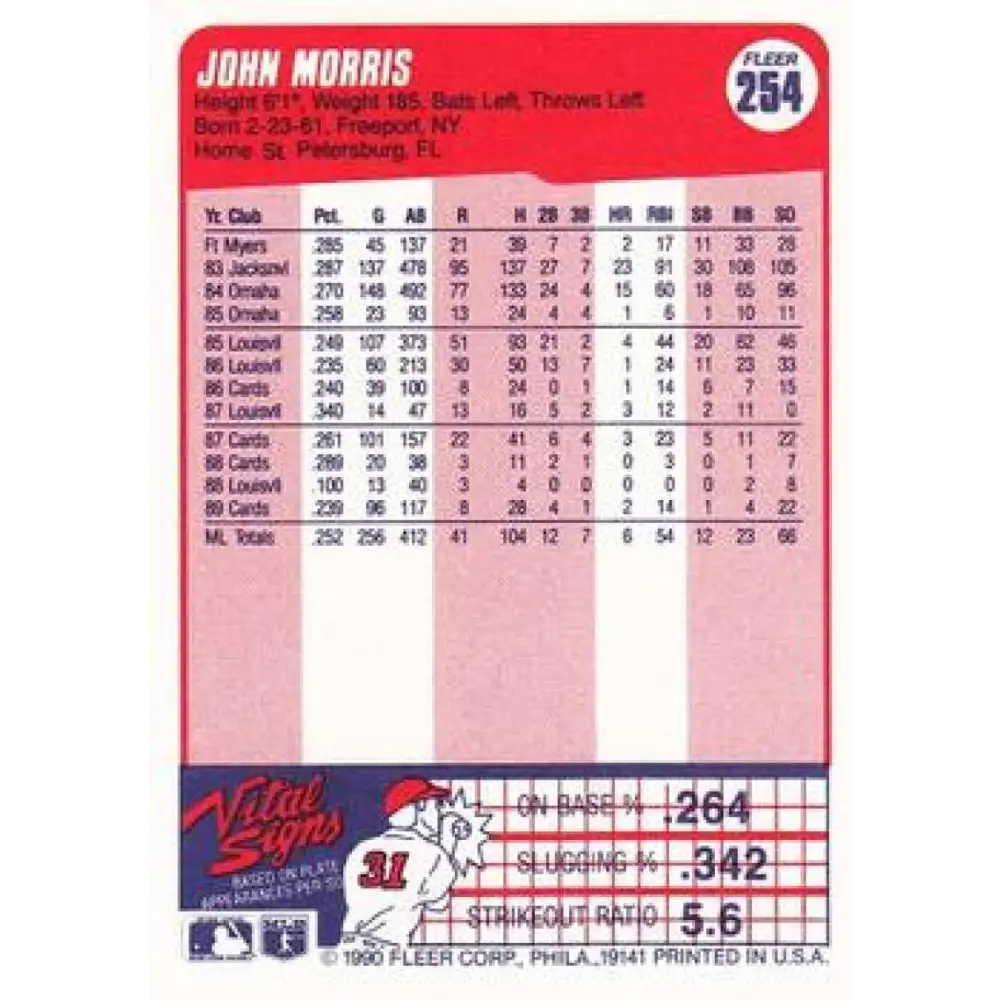 JOHN MORRIS
FLEER
254
Height 6'1", Weight 185, Bats Left, Throws Left
Born 2-23-61, Freeport, NY
Home St. Petersburg, FL
Yr. Club Pct. G AB R H 2B 3B HR RBI SB BB SO
Ft Myers .285 45 137 21 39 7 2 2 17 11 33 28
83 Jacksnvl .287 137 478 95 137 27 7 23 91 30 108 105
84 Omaha .270 148 492 77 133 24 4 15 60 18 65 96
85 Omaha .258 23 93 13 24 4 4 1 6 1 10 11
85 Louisvil .249 107 373 51 93 21 2 4 44 20 62 46
86 Louisvil .235 60 213 30 50 13 7 1 24 11 23 33
86 Cards .240 39 100 8 24 0 1 1 14 6 7 15
87 Louisvil .340 14 47 13 16 5 2 3 12 2 11 0
87 Cards .261 101 157 22 41 6 4 3 23 5 11 22
88 Cards .289 20 38 3 11 2 1 0 3 0 1 7
88 Louisvil .100 13 40 3 4 0 0 0 0 0 2 8
89 Cards .239 96 117 8 28 4 1 2 14 1 4 22
ML Totals .252 256 412 41 104 12 7 6 54 12 23 66
Vital Signs
BASED ON PLATE
APPEARANCES PER SO
31
ON BASE % .264
SLUGGING % .342
STRIKEOUT RATIO 5.6
© 1990 FLEER CORP., PHILA., 19141 PRINTED IN U.S.A.